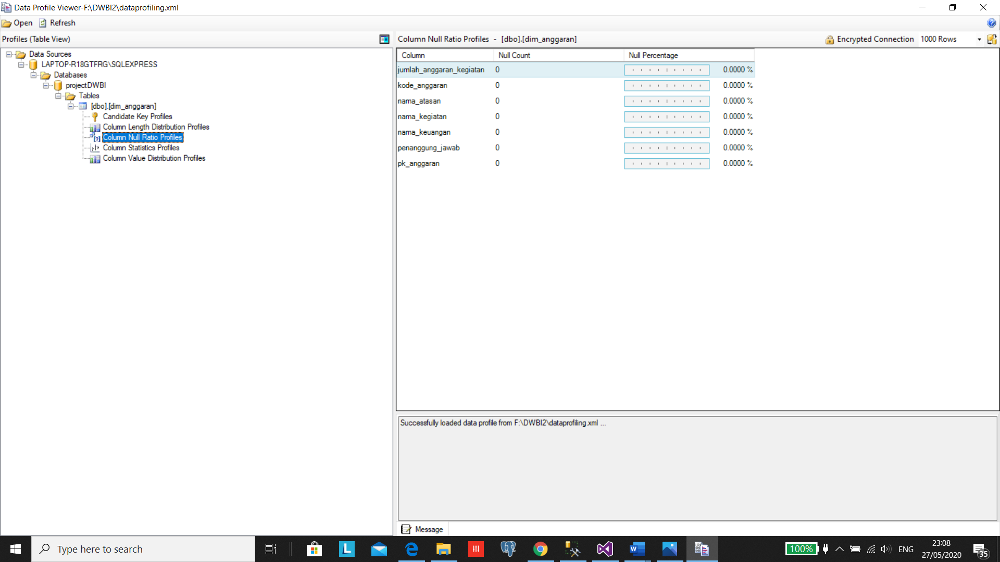 Data Profile Viewer-F:\DWBI2\dataprofiling.xml
Open Refresh
Profiles (Table View)
Data Sources
LAPTOP-R18GTFRG\SQLEXPRESS
Databases
projectDWBI
Tables
[dbo].[dim_anggaran]
Candidate Key Profiles
Column Length Distribution Profiles
Column Null Ratio Profiles
Column Statistics Profiles
Column Value Distribution Profiles
Column Null Ratio Profiles - [dbo].[dim_anggaran] Encrypted Connection 1000 Rows
Column Null Count Null Percentage
jumlah_anggaran_kegiatan 0 0.0000 %
kode_anggaran 0 0.0000 %
nama_atasan 0 0.0000 %
nama_kegiatan 0 0.0000 %
nama_keuangan 0 0.0000 %
penanggung_jawab 0 0.0000 %
pk_anggaran 0 0.0000 %
Successfully loaded data profile from F:\DWBI2\dataprofiling.xml ...
Message
Type here to search
100% ENG
23:08
27/05/2020
35